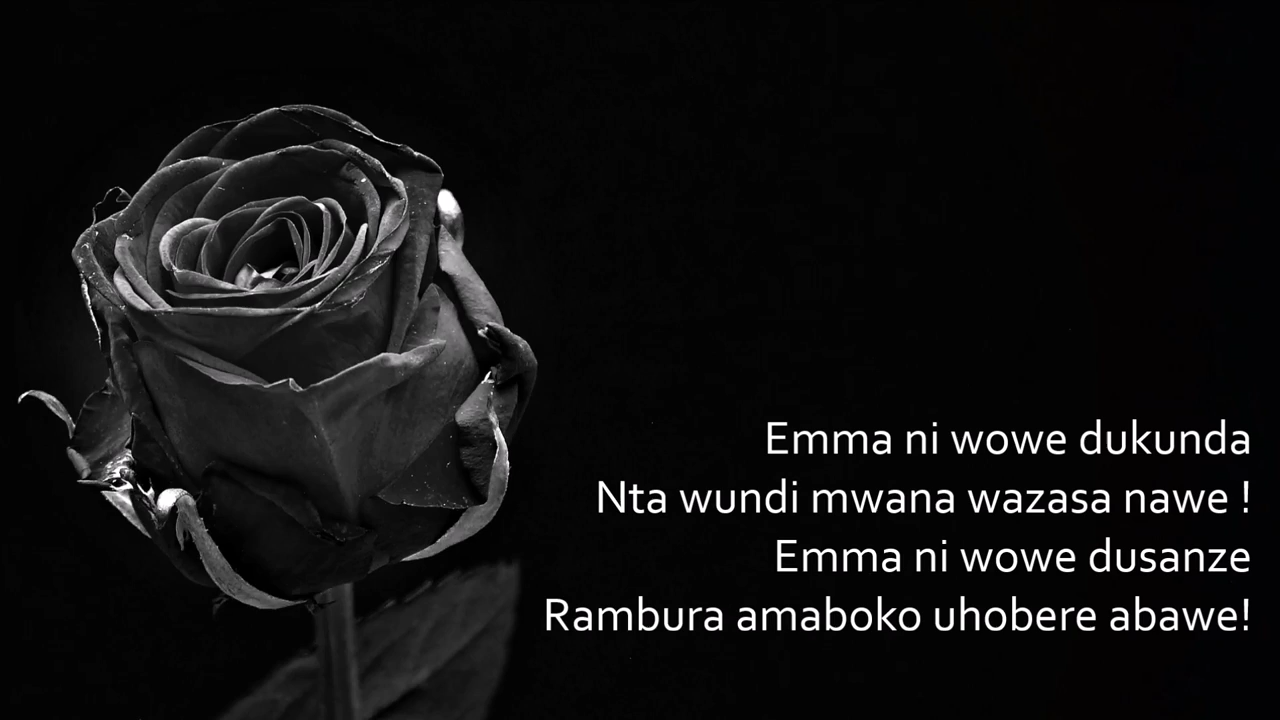 Emma ni wowe dukunda
Nta wundi mwana wazasa nawe !
Emma ni wowe dusanze
Rambura amaboko uhobere abawe!